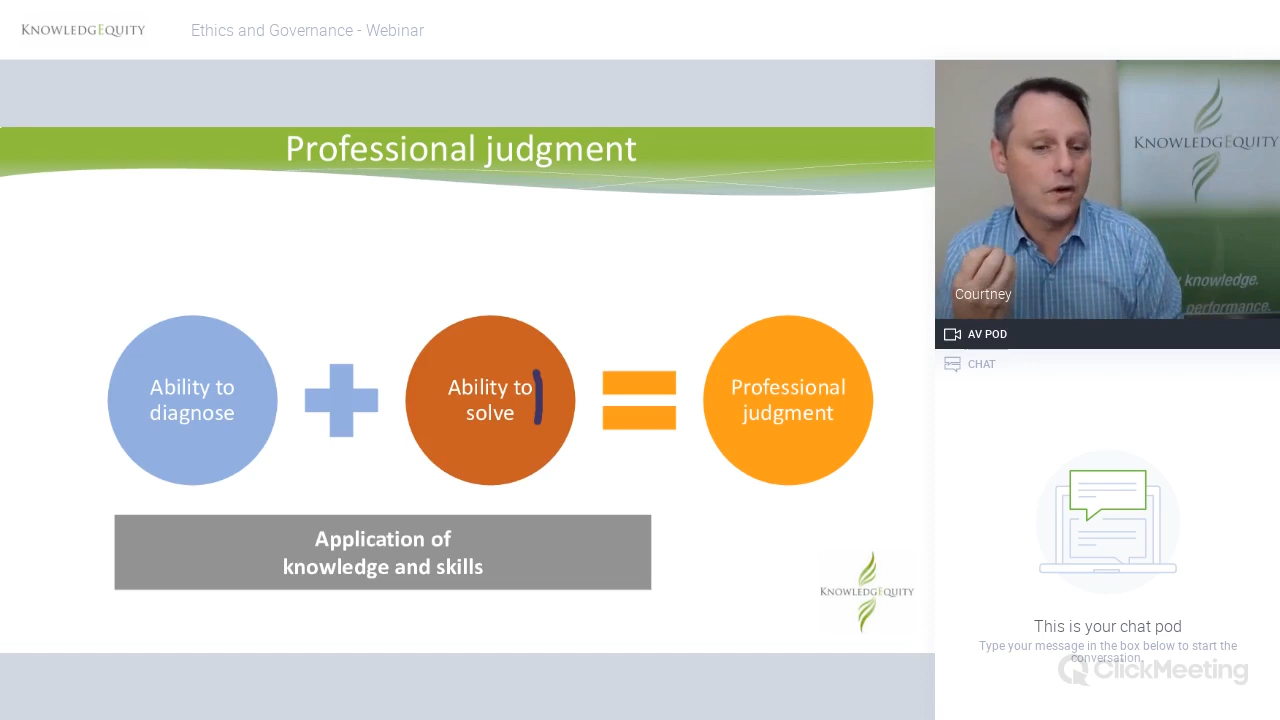 KNOWLEDGEQUITY
Ethics and Governance - Webinar
Professional judgment
Ability to
diagnose
Ability to
solve
Professional
judgment
Application of
knowledge and skills
KNOWLEDGEQUITY
KNOWLEDGEQUITY
knowledge.
performance.
Courtney
AV POD
CHAT
This is your chat pod
Type your message in the box below to start the
conversation.
ClickMeeting